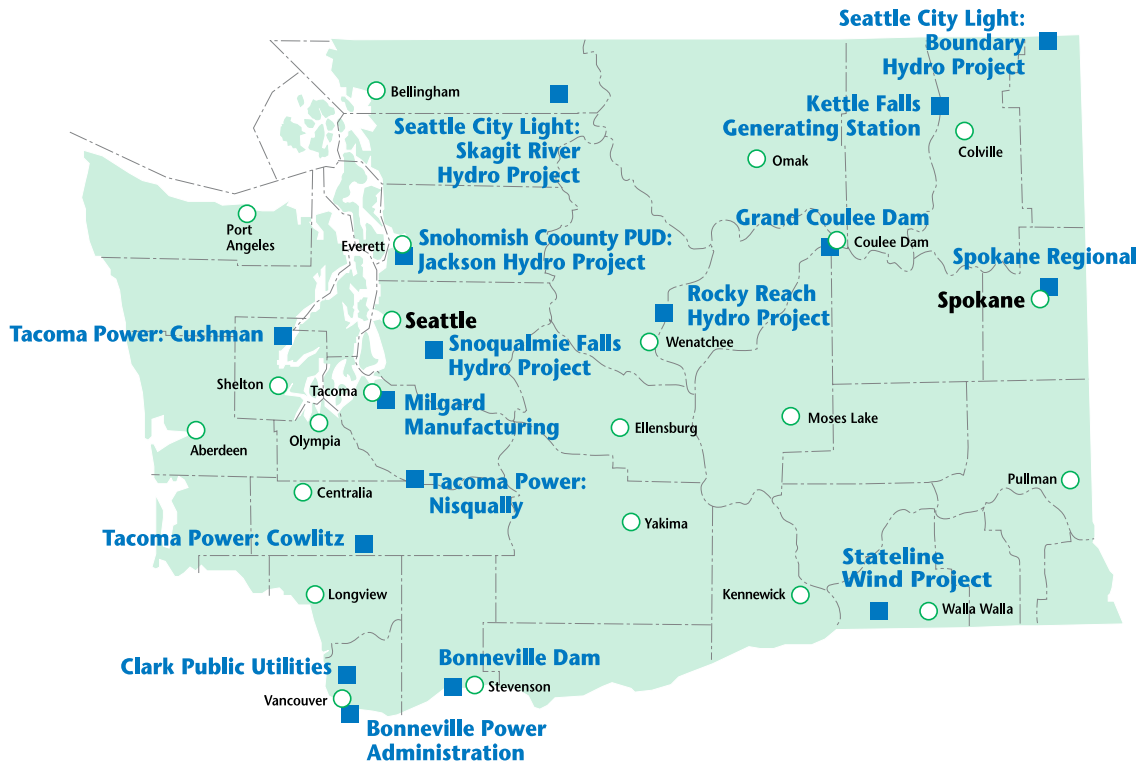 Seattle City Light:
Boundary
Hydro Project
Bellingham
Kettle Falls
Generating Station
Seattle City Light:
Skagit River
Hydro Project
Colville
Omak
Port
Angeles
Grand Coulee Dam
Everett
Snohomish Coounty PUD:
Jackson Hydro Project
Coulee Dam
Spokane Regional
Rocky Reach
Hydro Project
Spokane
Seattle
Tacoma Power: Cushman
Snoqualmie Falls
Hydro Project
Wenatchee
Shelton
Tacoma
Milgard
Manufacturing
Moses Lake
Aberdeen
Olympia
Ellensburg
Tacoma Power:
Nisqually
Pullman
Centralia
Yakima
Tacoma Power: Cowlitz
Stateline
Wind Project
Longview
Kennewick
Walla Walla
Clark Public Utilities
Bonneville Dam
Stevenson
Vancouver
Bonneville Power
Administration